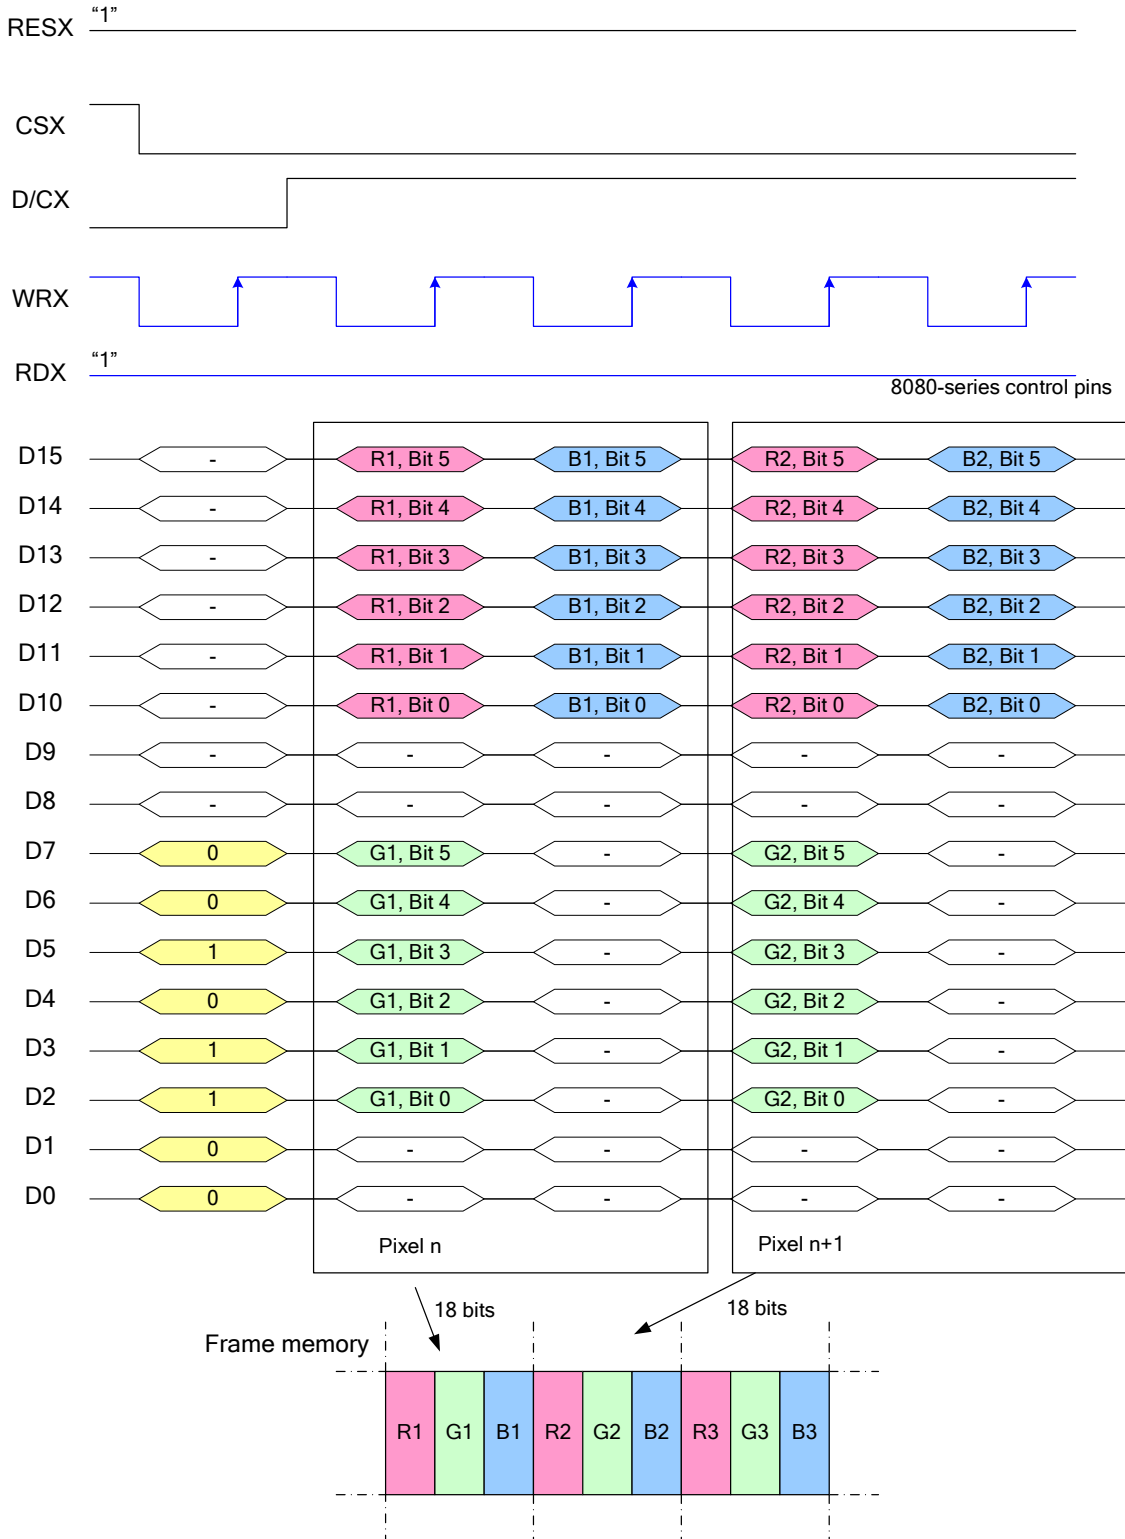 RESX “1”
CSX
D/CX
WRX
RDX “1”
8080-series control pins
D15 - R1, Bit 5 B1, Bit 5 R2, Bit 5 B2, Bit 5
D14 - R1, Bit 4 B1, Bit 4 R2, Bit 4 B2, Bit 4
D13 - R1, Bit 3 B1, Bit 3 R2, Bit 3 B2, Bit 3
D12 - R1, Bit 2 B1, Bit 2 R2, Bit 2 B2, Bit 2
D11 - R1, Bit 1 B1, Bit 1 R2, Bit 1 B2, Bit 1
D10 - R1, Bit 0 B1, Bit 0 R2, Bit 0 B2, Bit 0
D9 - - - - -
D8 - - - - -
D7 0 G1, Bit 5 - G2, Bit 5 -
D6 0 G1, Bit 4 - G2, Bit 4 -
D5 1 G1, Bit 3 - G2, Bit 3 -
D4 0 G1, Bit 2 - G2, Bit 2 -
D3 1 G1, Bit 1 - G2, Bit 1 -
D2 1 G1, Bit 0 - G2, Bit 0 -
D1 0 - - - -
D0 0 - - - -
Pixel n Pixel n+1
18 bits 18 bits
Frame memory
R1 G1 B1 R2 G2 B2 R3 G3 B3